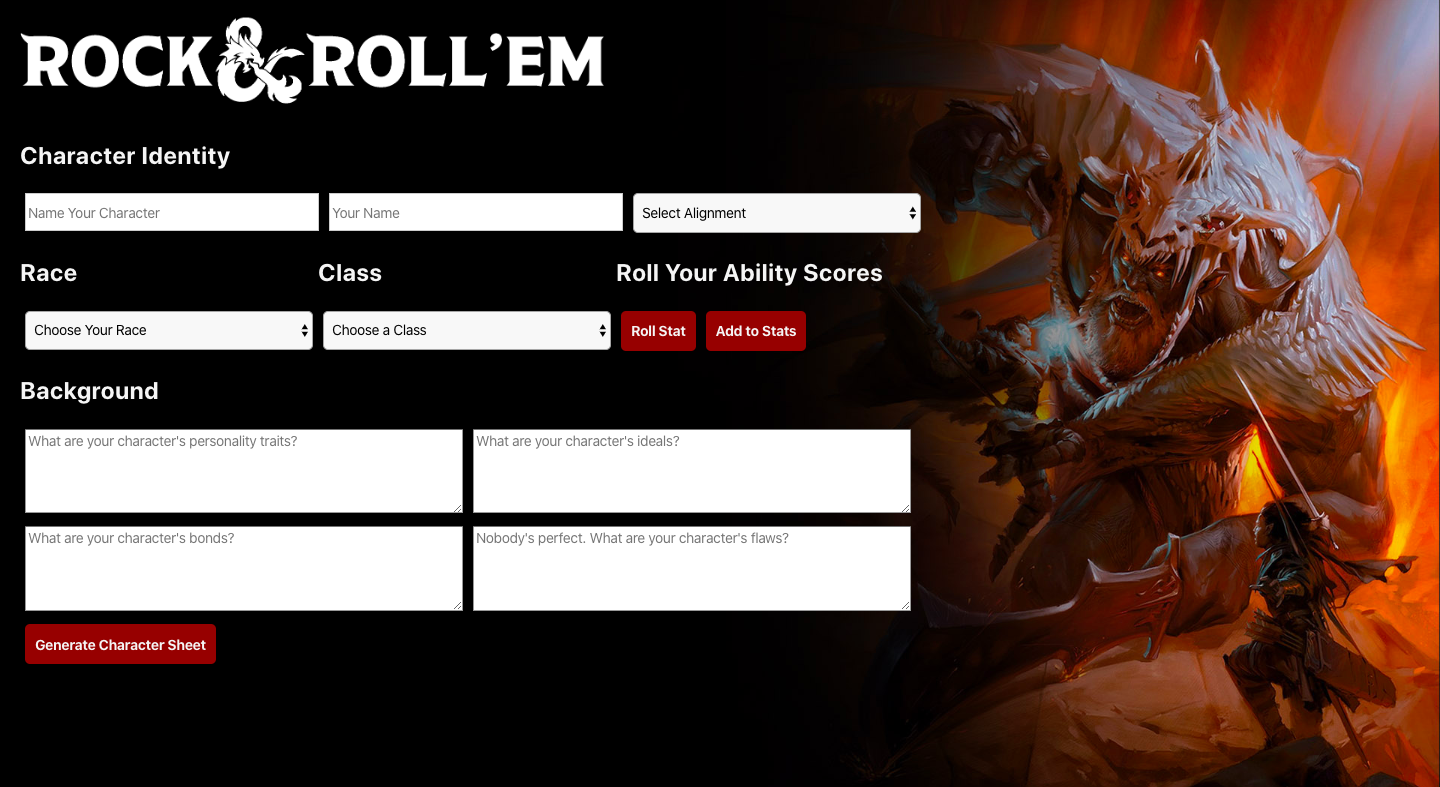 ROCK & ROLL'EM
Character Identity
Name Your Character
Your Name
Select Alignment
Race
Class
Roll Your Ability Scores
Choose Your Race
Choose a Class
Roll Stat
Add to Stats
Background
What are your character's personality traits?
What are your character's ideals?
What are your character's bonds?
Nobody's perfect. What are your character's flaws?
Generate Character Sheet